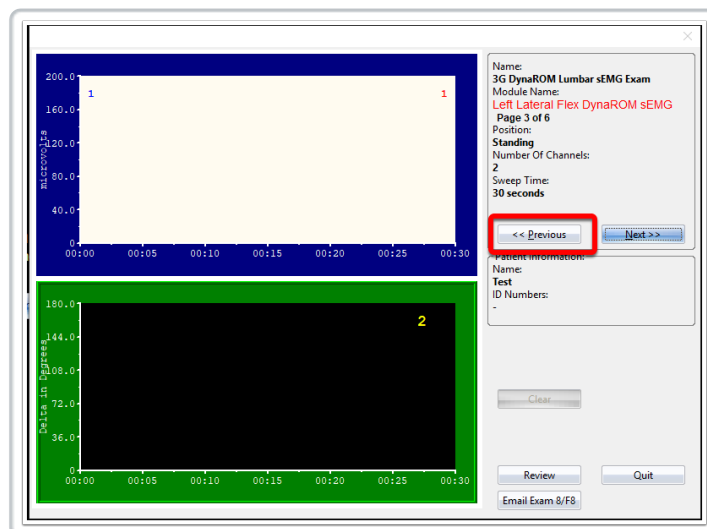 200.0
1
1
160.0
microvolts
120.0
80.0
40.0
0
00:00 00:05 00:10 00:15 00:20 00:25 00:30
180.0
2
144.0
Delta in Degrees
108.0
72.0
36.0
0
00:00 00:05 00:10 00:15 00:20 00:25 00:30
Name:
3G DynaROM Lumbar sEMG Exam
Module Name:
Left Lateral Flex DynaROM sEMG
Page 3 of 6
Position:
Standing
Number Of Channels:
2
Sweep Time:
30 seconds
<< Previous Next >>
Patient Information:
Name:
Test
ID Numbers:
-
Clear
Review Quit
Email Exam 8/F8